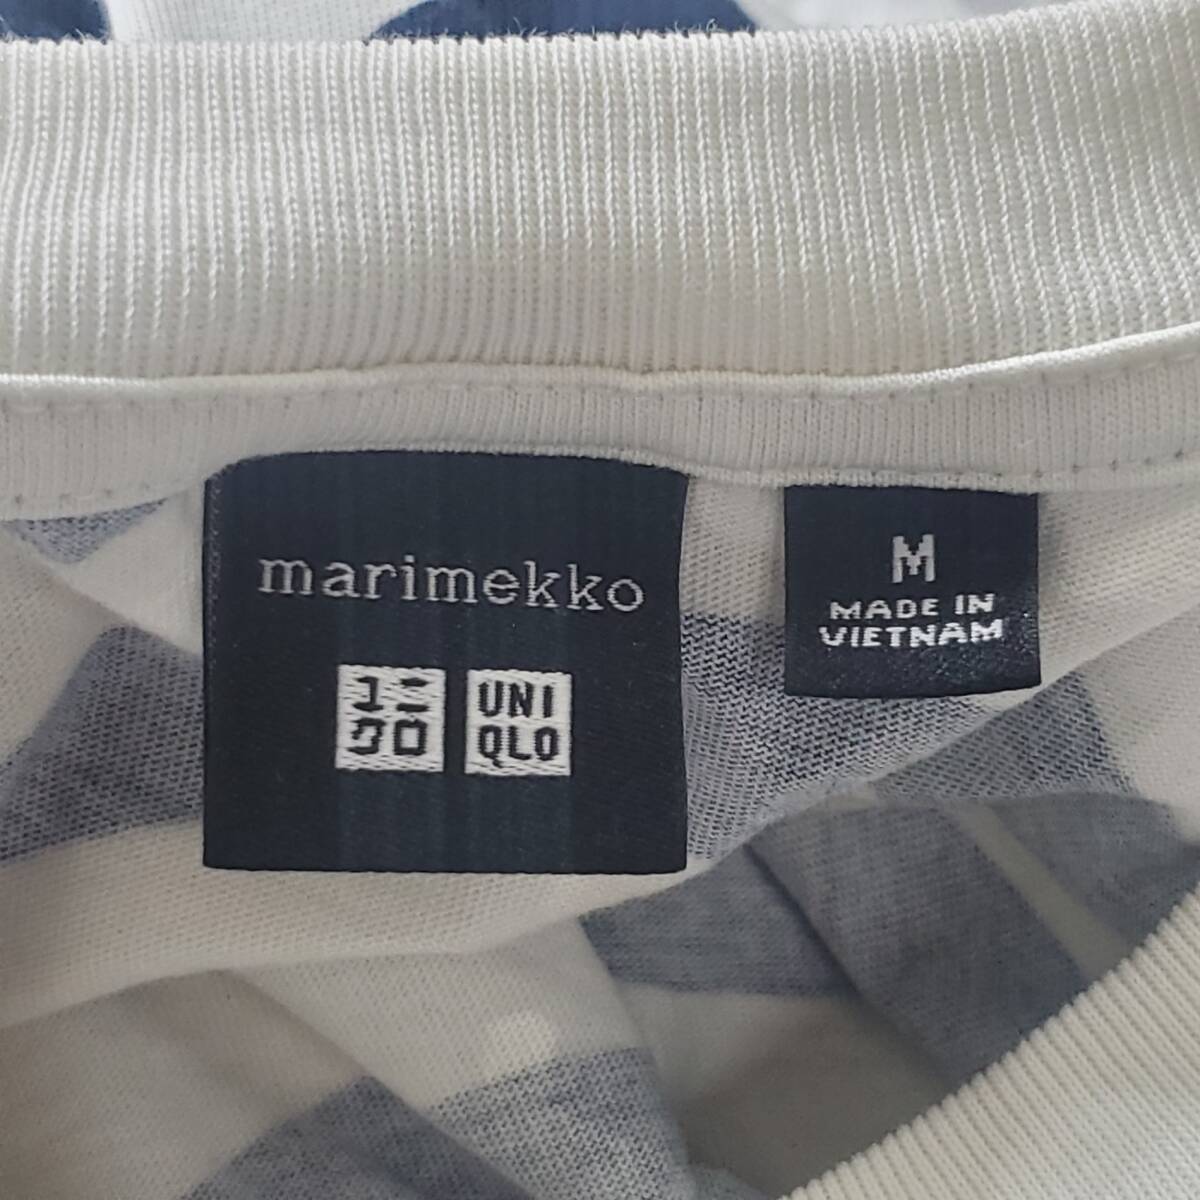 marimekko
ユニ
クロ
UNI
QLO
M
MADE IN
VIETNAM